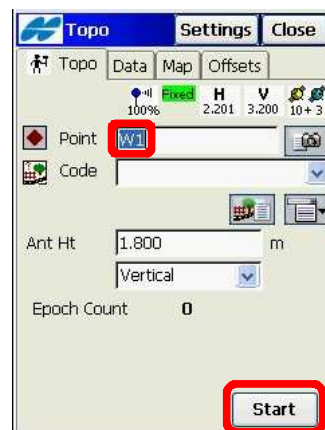 Topo Settings Close
Topo Data Map Offsets
Fixed H V
100% 2.201 3.200 10+3
Point W1
Code
Ant Ht 1.800 m
Vertical
Epoch Count 0
Start